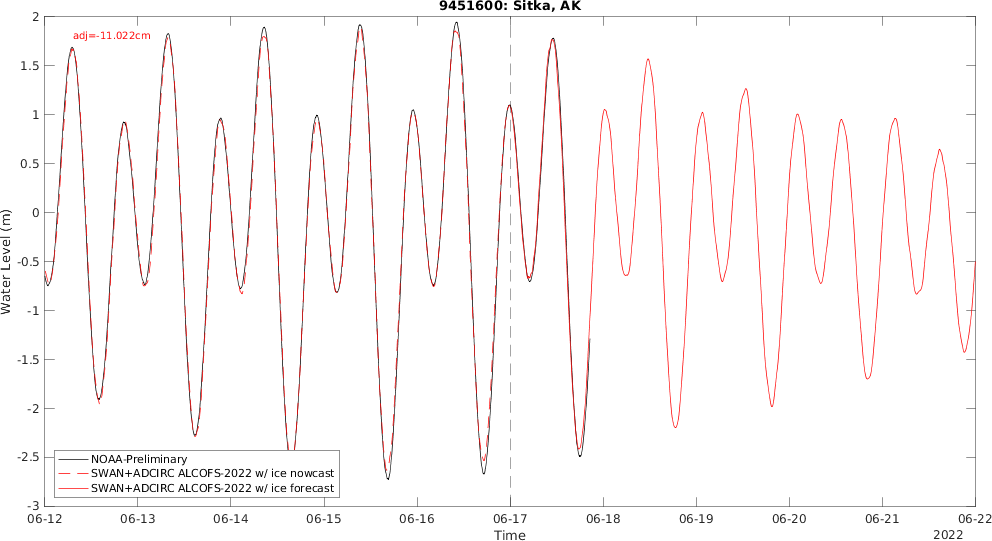 9451600: Sitka, AK
adj=-11.022cm
2
1.5
1
0.5
0
-0.5
-1
-1.5
-2
-2.5
-3
Water Level (m)
NOAA-Preliminary
SWAN+ADCIRC ALCOFS-2022 w/ ice nowcast
SWAN+ADCIRC ALCOFS-2022 w/ ice forecast
06-12 06-13 06-14 06-15 06-16 06-17 06-18 06-19 06-20 06-21 06-22
Time
2022